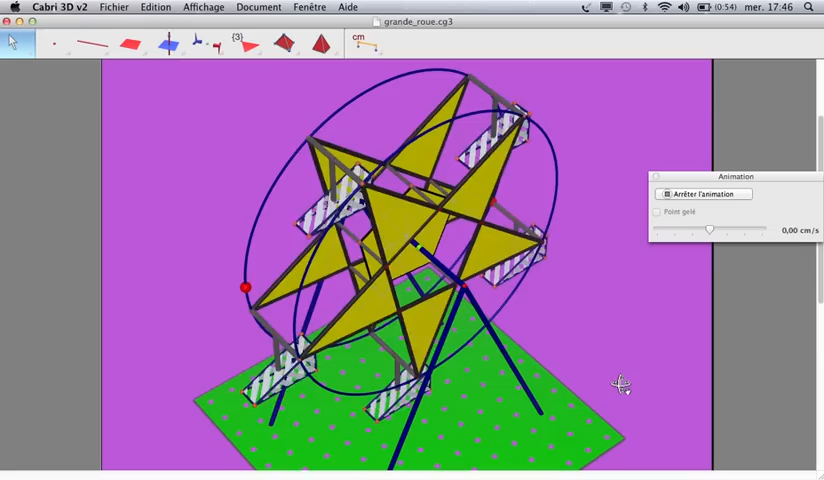 Cabri 3D v2 Fichier Edition Affichage Document Fenêtre Aide (0:54) mer. 17:46
grande_roue.cg3
{3} cm
Animation
Arrêter l'animation
Point gelé
0,00 cm/s